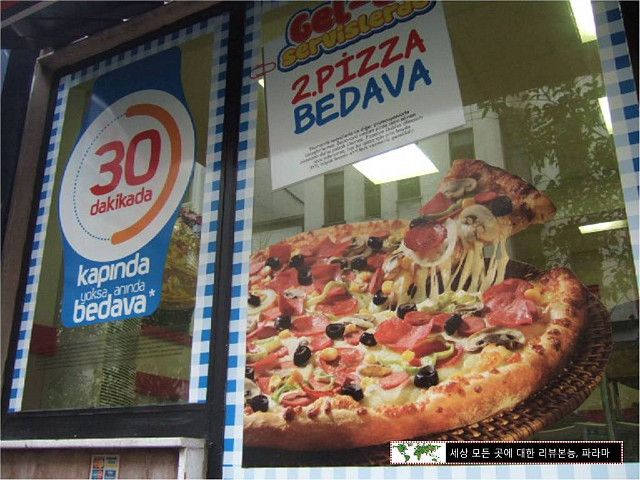 30
dakikada
kapında
yoksa anında
bedava*
Gel-Al
servislerde
2.PİZZA
BEDAVA
세상 모든 곳에 대한 리뷰본능, 파라마